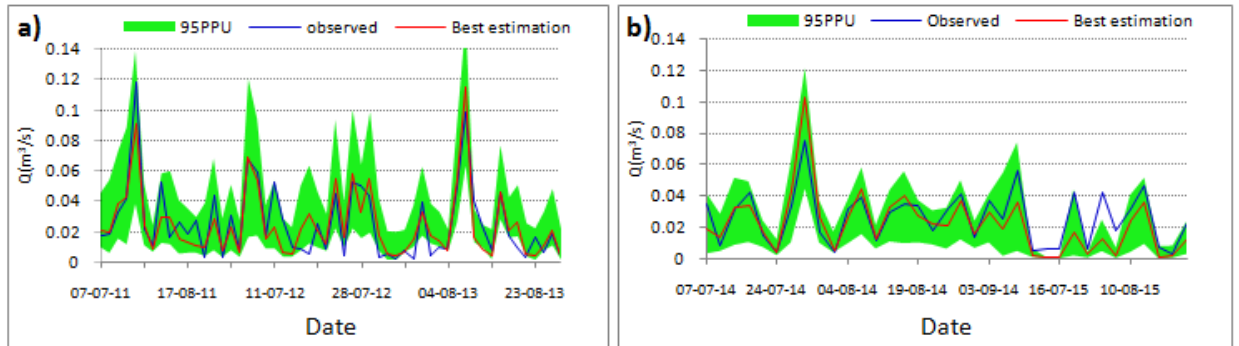 a) 95PPU observed Best estimation
0.14
0.12
0.1
0.08
0.06
0.04
0.02
0
Q(m³/s)
07-07-11 17-08-11 11-07-12 28-07-12 04-08-13 23-08-13
Date
b) 95PPU Observed Best estimation
0.14
0.12
0.1
0.08
0.06
0.04
0.02
0
Q(m³/s)
07-07-14 24-07-14 04-08-14 19-08-14 03-09-14 16-07-15 10-08-15
Date